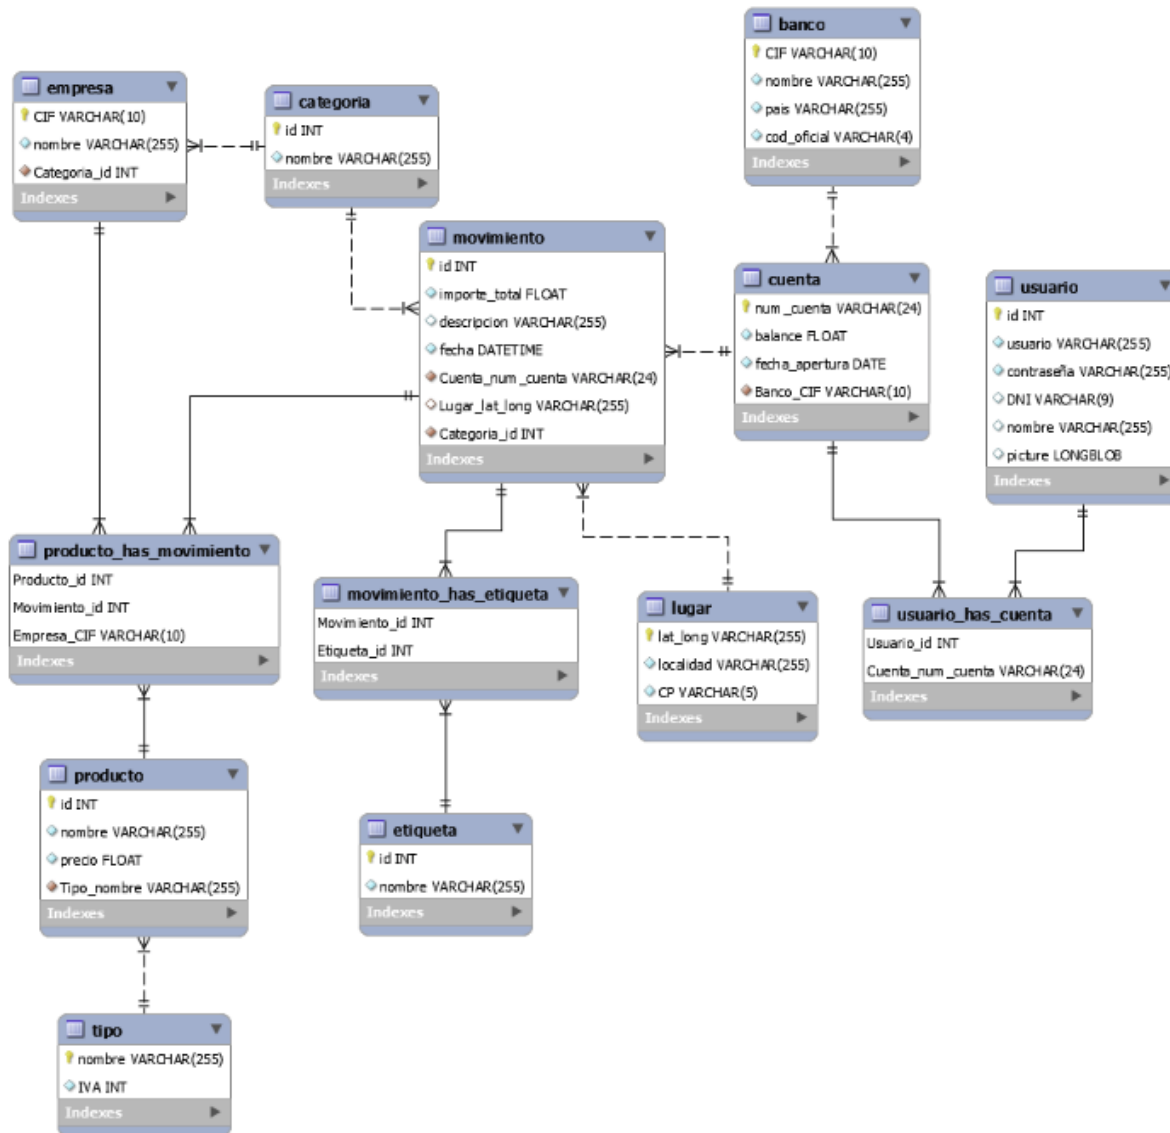 banco
CIF VARCHAR(10)
nombre VARCHAR(255)
pais VARCHAR(255)
cod_oficial VARCHAR(4)
Indexes
empresa
CIF VARCHAR(10)
nombre VARCHAR(255)
Categoria_id INT
Indexes
categoria
id INT
nombre VARCHAR(255)
Indexes
movimiento
id INT
importe_total FLOAT
descripcion VARCHAR(255)
fecha DATETIME
Cuenta_num_cuenta VARCHAR(24)
Lugar_lat_long VARCHAR(255)
Categoria_id INT
Indexes
cuenta
num_cuenta VARCHAR(24)
balance FLOAT
fecha_apertura DATE
Banco_CIF VARCHAR(10)
Indexes
usuario
id INT
usuario VARCHAR(255)
contraseña VARCHAR(255)
DNI VARCHAR(9)
nombre VARCHAR(255)
picture LONGBLOB
Indexes
producto_has_movimiento
Producto_id INT
Movimiento_id INT
Empresa_CIF VARCHAR(10)
Indexes
movimiento_has_etiqueta
Movimiento_id INT
Etiqueta_id INT
Indexes
lugar
lat_long VARCHAR(255)
localidad VARCHAR(255)
CP VARCHAR(5)
Indexes
usuario_has_cuenta
Usuario_id INT
Cuenta_num_cuenta VARCHAR(24)
Indexes
producto
id INT
nombre VARCHAR(255)
precio FLOAT
Tipo_nombre VARCHAR(255)
Indexes
etiqueta
id INT
nombre VARCHAR(255)
Indexes
tipo
nombre VARCHAR(255)
IVA INT
Indexes